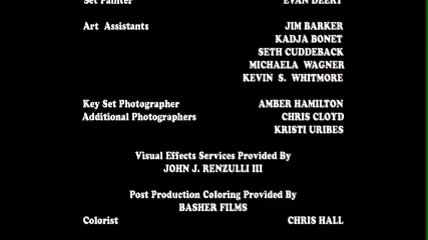 Set Painter EVAN DEERY
Art Assistants JIM BARKER
KADJA BONET
SETH CUDDEBACK
MICHAELA WAGNER
KEVIN S. WHITMORE
Key Set Photographer AMBER HAMILTON
Additional Photographers CHRIS CLOYD
KRISTI URIBES
Visual Effects Services Provided By
JOHN J. RENZULLI III
Post Production Coloring Provided By
BASHER FILMS
Colorist CHRIS HALL